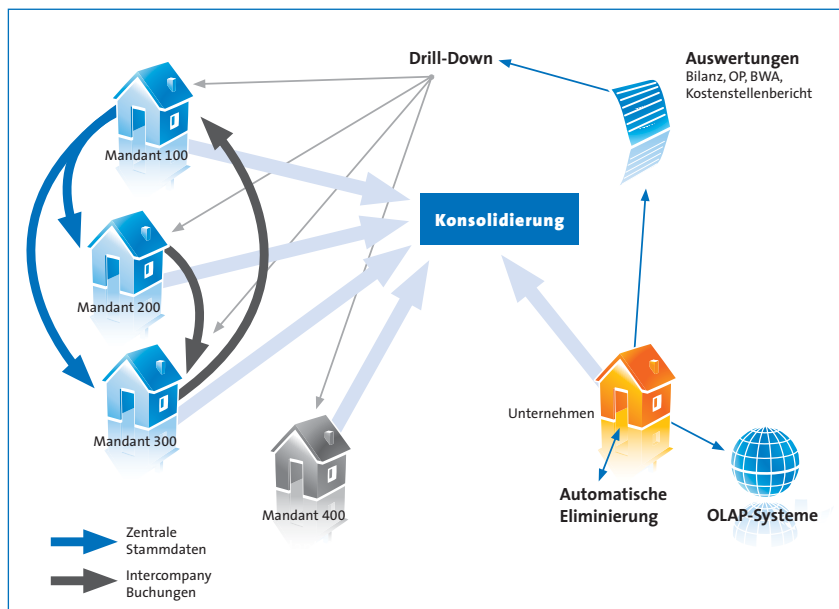 Drill-Down
Auswertungen
Bilanz, OP, BWA,
Kostenstellenbericht
Mandant 100
Konsolidierung
Mandant 200
Mandant 300
Unternehmen
Mandant 400
Automatische
Eliminierung
OLAP-Systeme
Zentrale
Stammdaten
Intercompany
Buchungen